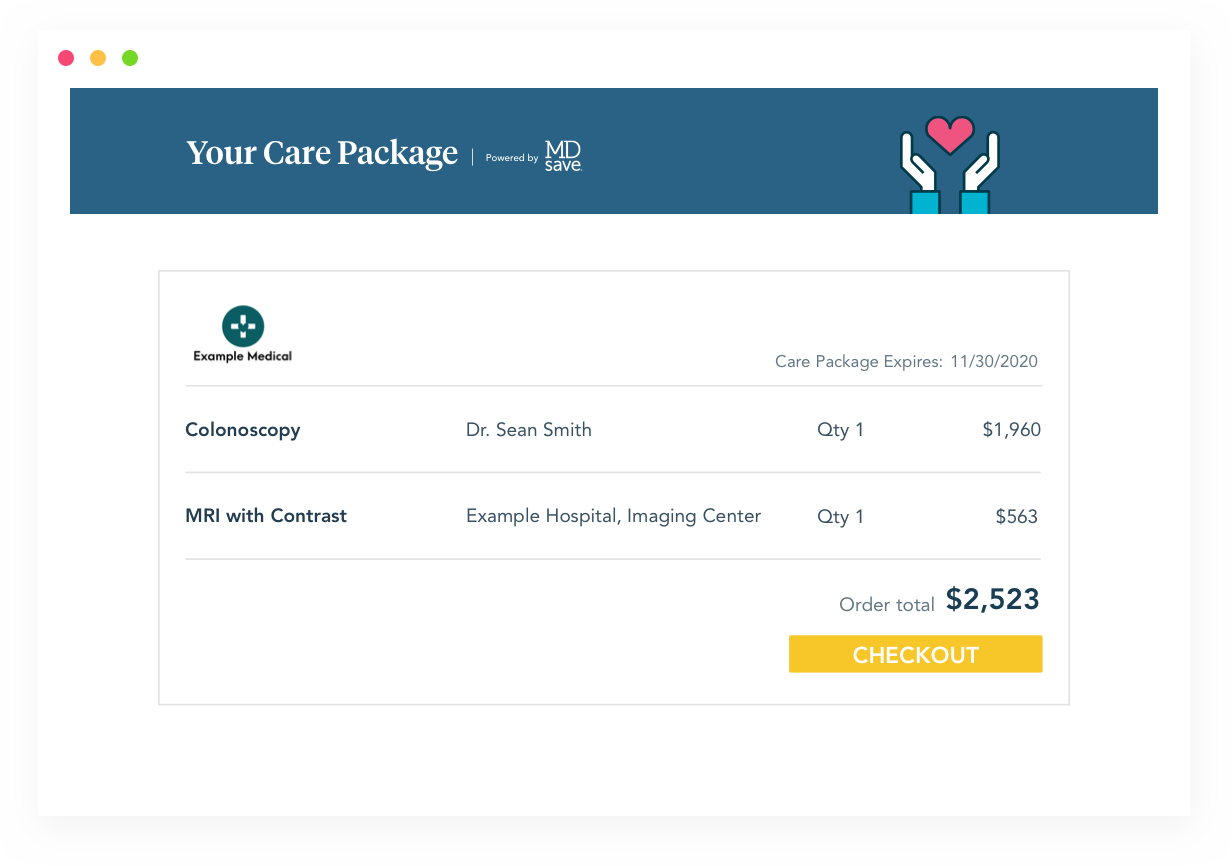 Your Care Package | Powered by MD save
Example Medical
Care Package Expires: 11/30/2020
Colonoscopy Dr. Sean Smith Qty 1 $1,960
MRI with Contrast Example Hospital, Imaging Center Qty 1 $563
Order total $2,523
CHECKOUT